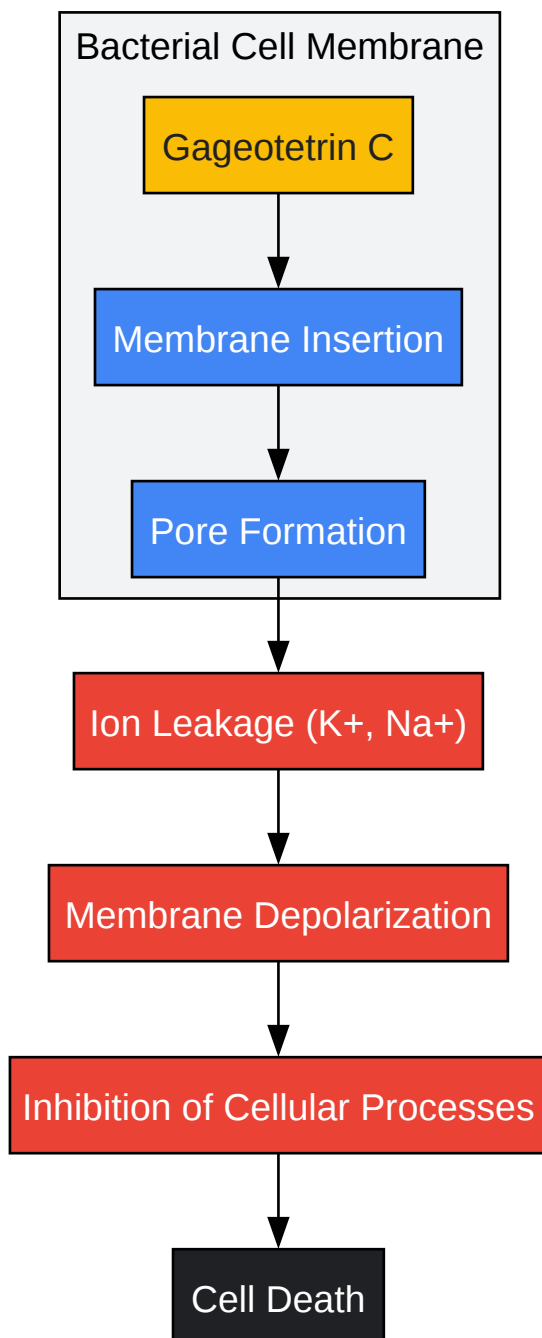 Bacterial Cell Membrane
Gageotetrin C
Membrane Insertion
Pore Formation
Ion Leakage (K+, Na+)
Membrane Depolarization
Inhibition of Cellular Processes
Cell Death